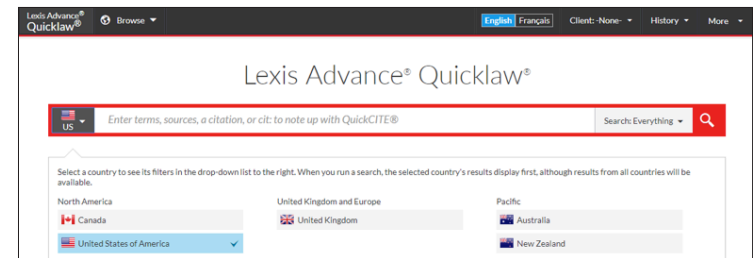 Lexis Advance®
Quicklaw®
Browse
English Français
Client: -None-
History
More
Lexis Advance® Quicklaw®
US
Enter terms, sources, a citation, or cit: to note up with QuickCITE®
Search: Everything
Select a country to see its filters in the drop-down list to the right. When you run a search, the selected country's results display first, although results from all countries will be
available.
North America
United Kingdom and Europe
Pacific
Canada
United Kingdom
Australia
United States of America
New Zealand